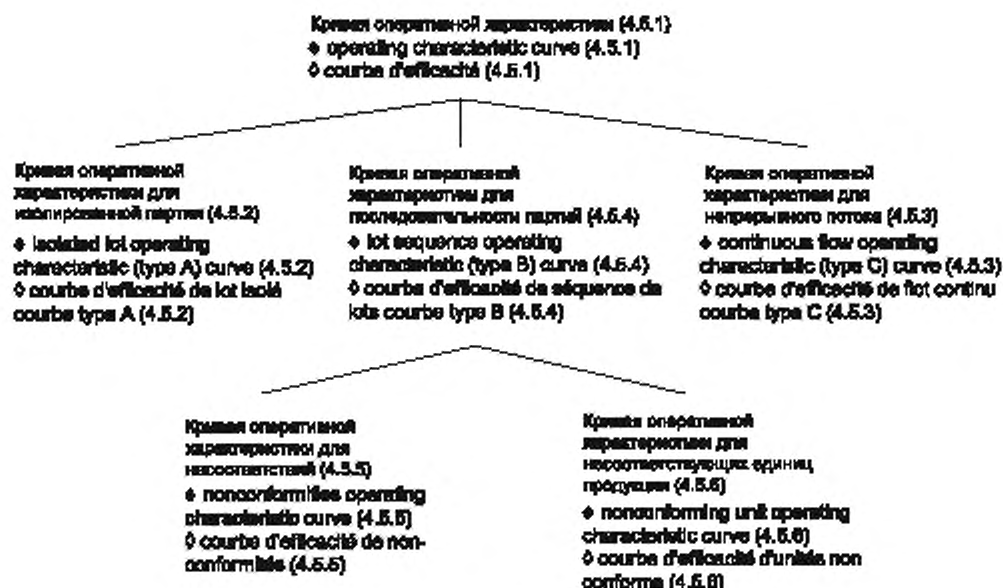 Кривая оперативной характеристики (4.5.1)
♦ operating characteristic curve (4.5.1)
◊ courbe d'efficacité (4.5.1)
Кривая оперативной
характеристики для
изолированной партии (4.5.2)
♦ isolated lot operating
characteristic (type A) curve (4.5.2)
◊ courbe d'efficacité de lot isolé
courbe type A (4.5.2)
Кривая оперативной
характеристики для
последовательности партий (4.5.4)
♦ lot sequence operating
characteristic (type B) curve (4.5.4)
◊ courbe d'efficacité de séquence de
lots courbe type B (4.5.4)
Кривая оперативной
характеристики для
непрерывного потока (4.5.3)
♦ continuous flow operating
characteristic (type C) curve (4.5.3)
◊ courbe d'efficacité de flot continu
courbe type C (4.5.3)
Кривая оперативной
характеристики для
несоответствий (4.5.5)
♦ nonconformities operating
characteristic curve (4.5.5)
◊ courbe d'efficacité de non-
conformités (4.5.5)
Кривая оперативной
характеристики для
несоответствующих единиц
продукции (4.5.6)
♦ nonconforming unit operating
characteristic curve (4.5.6)
◊ courbe d'efficacité d'unités non
conforme (4.5.6)